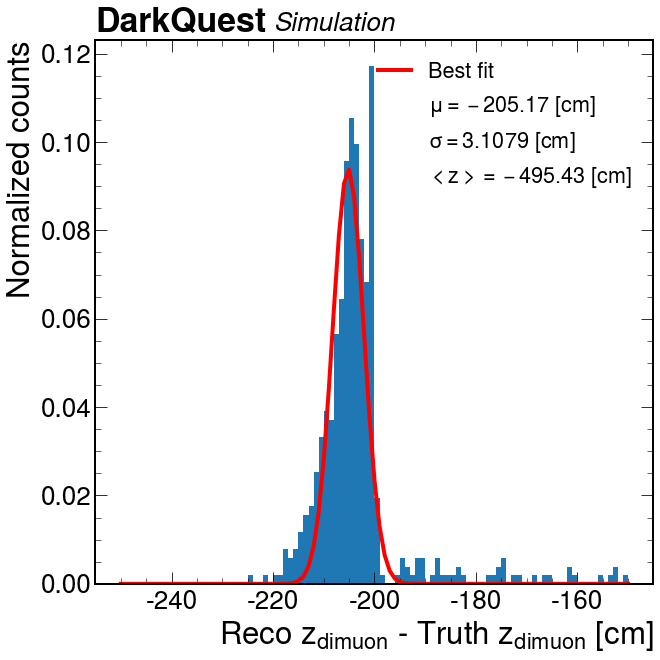 DarkQuest Simulation
Normalized counts
0.12
0.10
0.08
0.06
0.04
0.02
0.00
Best fit
μ = − 205.17 [cm]
σ = 3.1079 [cm]
< z > = − 495.43 [cm]
-240 -220 -200 -180 -160
Reco z_dimuon - Truth z_dimuon [cm]